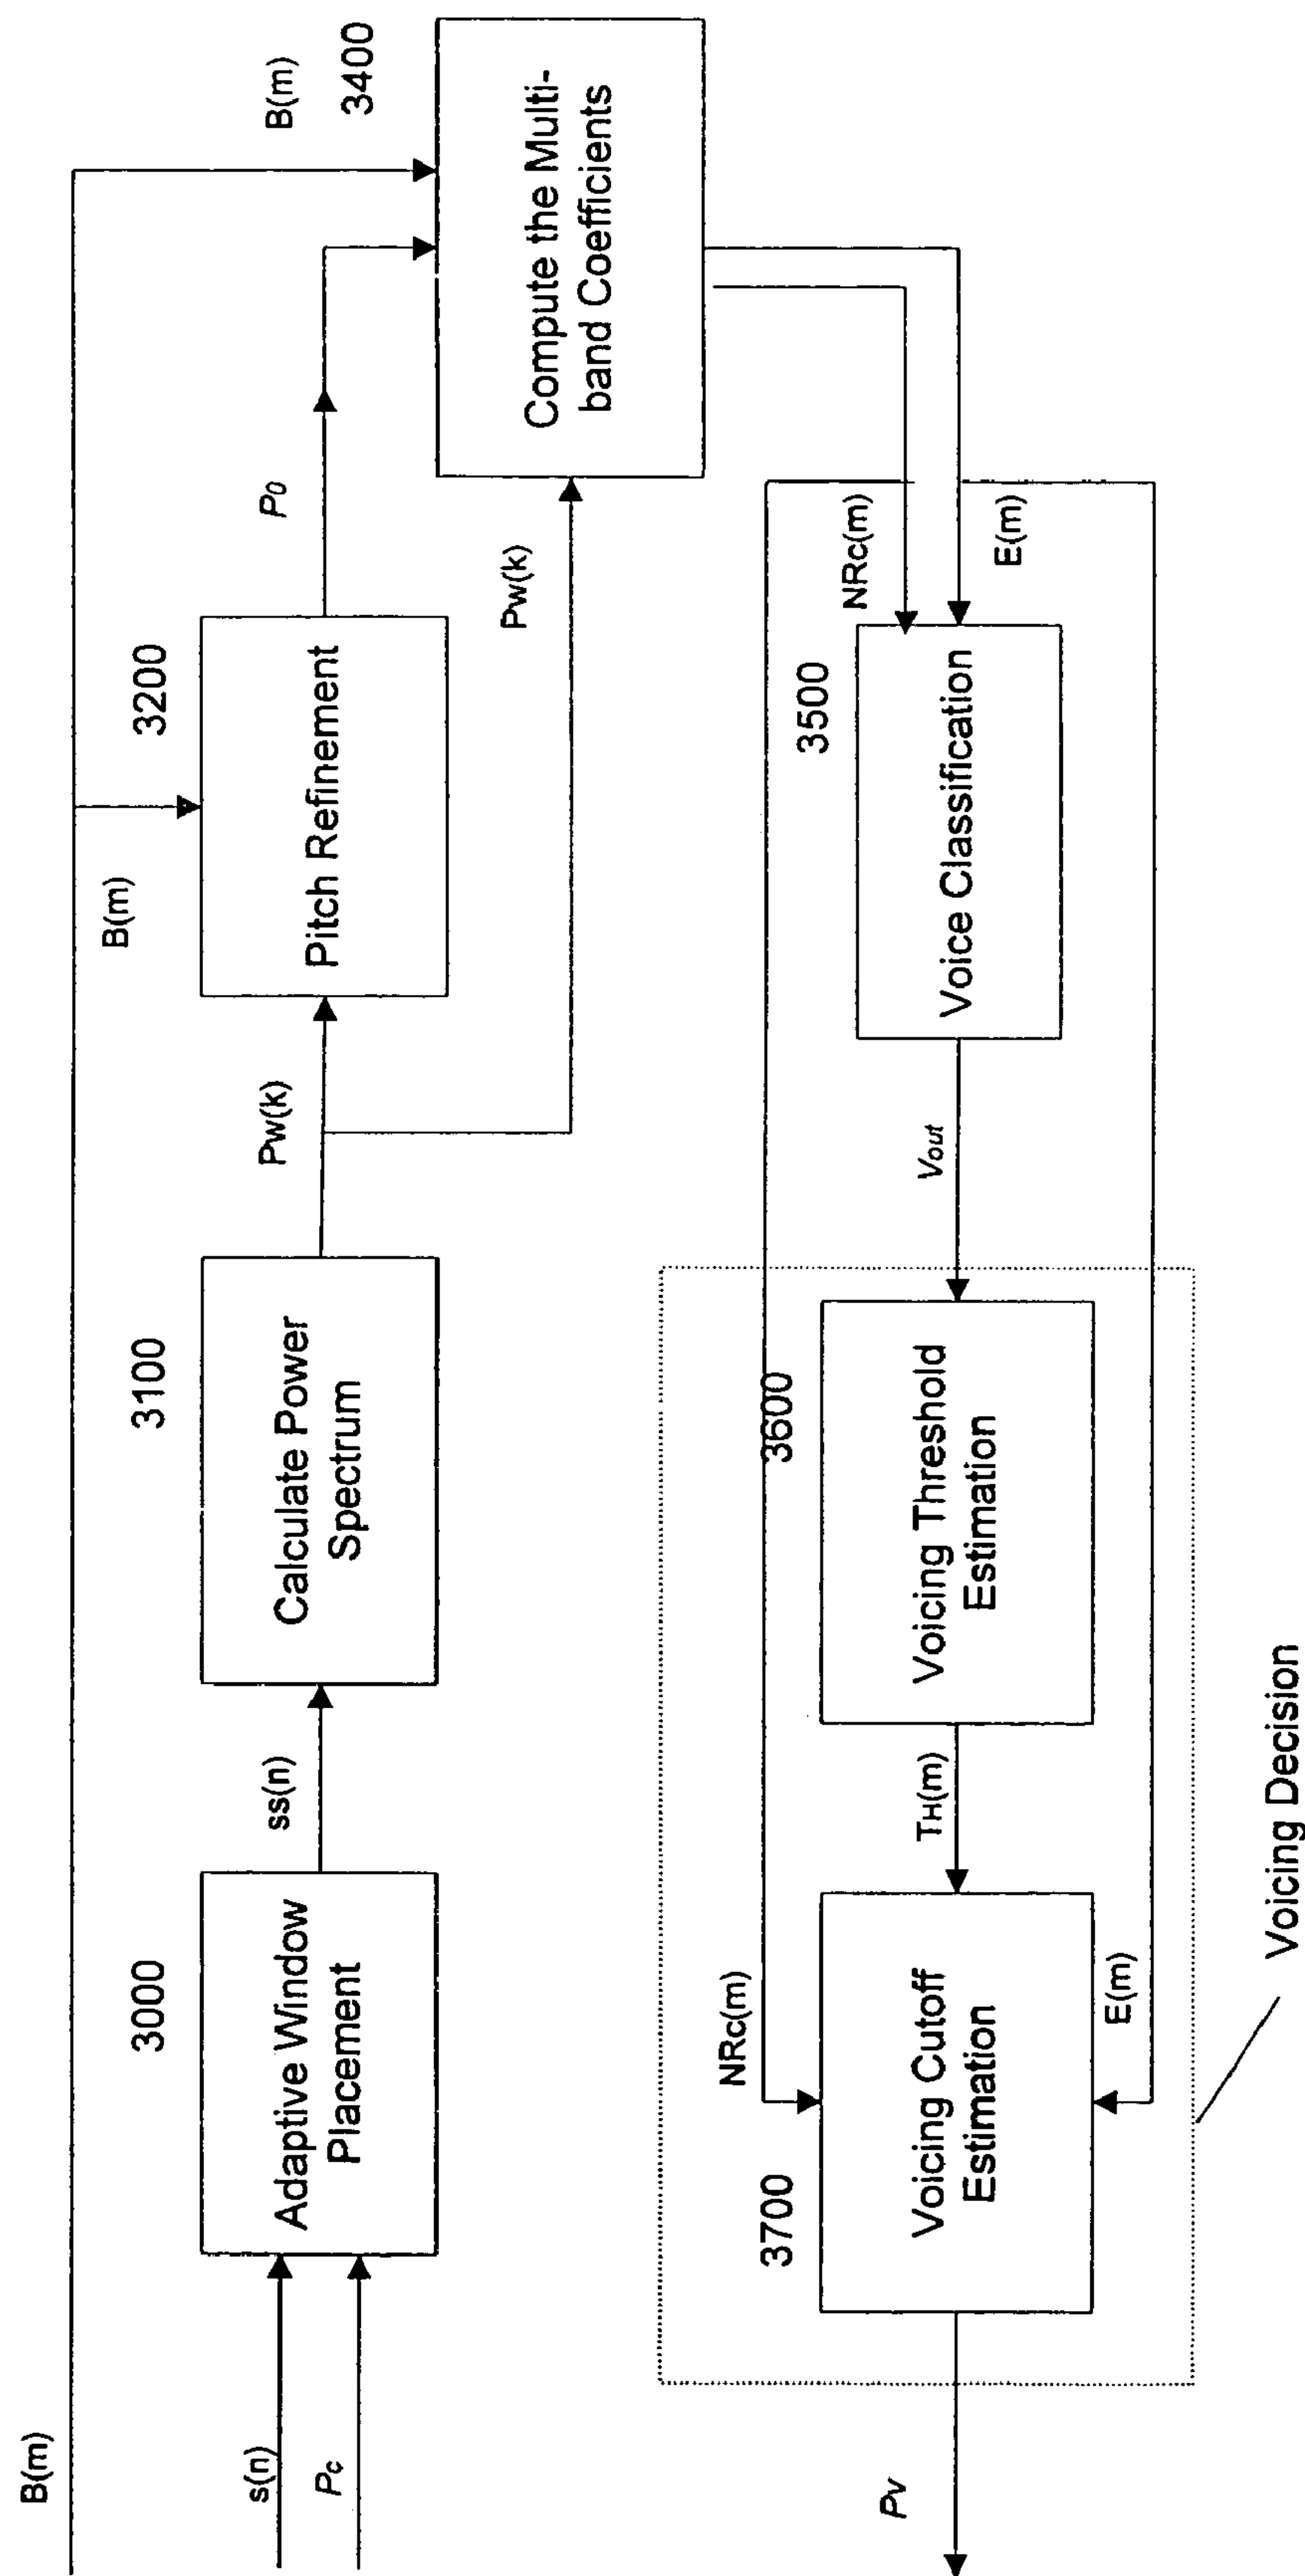 B(m)
s(n)
Pc
3000
Adaptive Window
Placement
ss(n)
3100
Calculate Power
Spectrum
Pw(k)
B(m)
3200
Pitch Refinement
P0
Pw(k)
B(m)
3400
Compute the Multi-
band Coefficients
NRc(m)
E(m)
3500
Voice Classification
Vout
3600
Voicing Threshold
Estimation
TH(m)
NRc(m)
E(m)
3700
Voicing Cutoff
Estimation
Pv
Voicing Decision